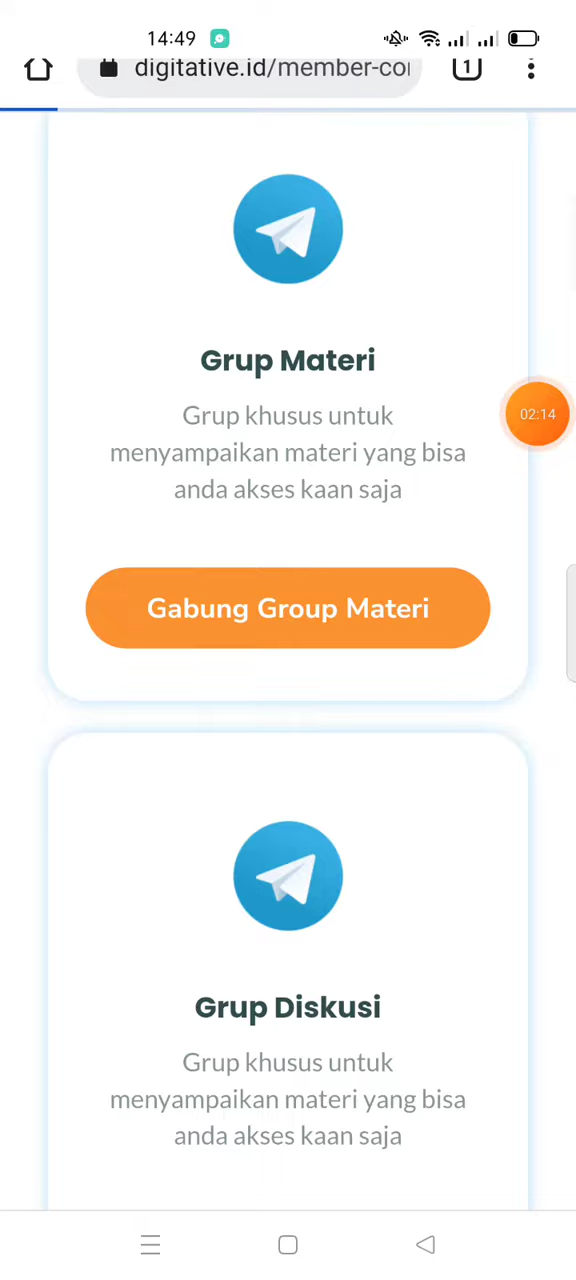 14:49
digitative.id/member-co
1
Grup Materi
Grup khusus untuk
menyampaikan materi yang bisa
anda akses kaan saja
02:14
Gabung Group Materi
Grup Diskusi
Grup khusus untuk
menyampaikan materi yang bisa
anda akses kaan saja